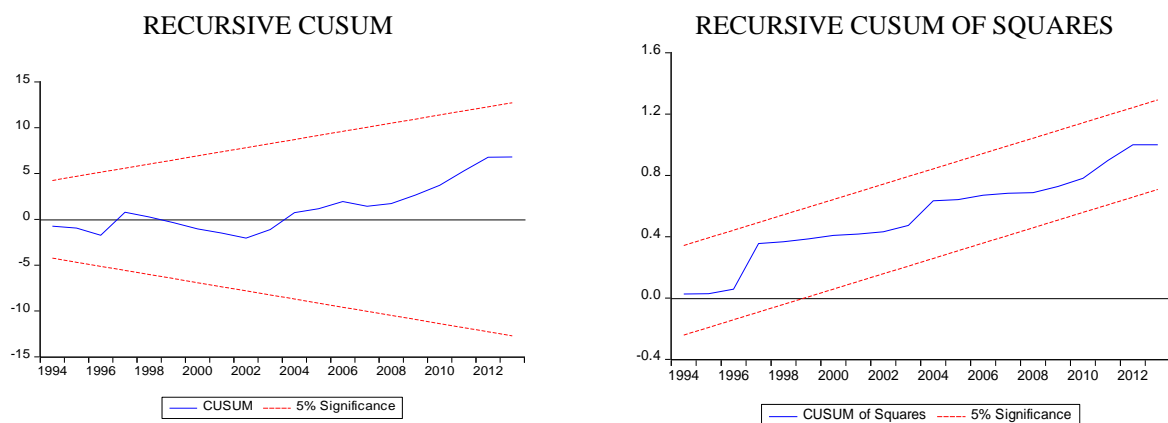 RECURSIVE CUSUM
15
10
5
0
-5
-10
-15
1994 1996 1998 2000 2002 2004 2006 2008 2010 2012
CUSUM 5% Significance
RECURSIVE CUSUM OF SQUARES
1.6
1.2
0.8
0.4
0.0
-0.4
1994 1996 1998 2000 2002 2004 2006 2008 2010 2012
CUSUM of Squares 5% Significance